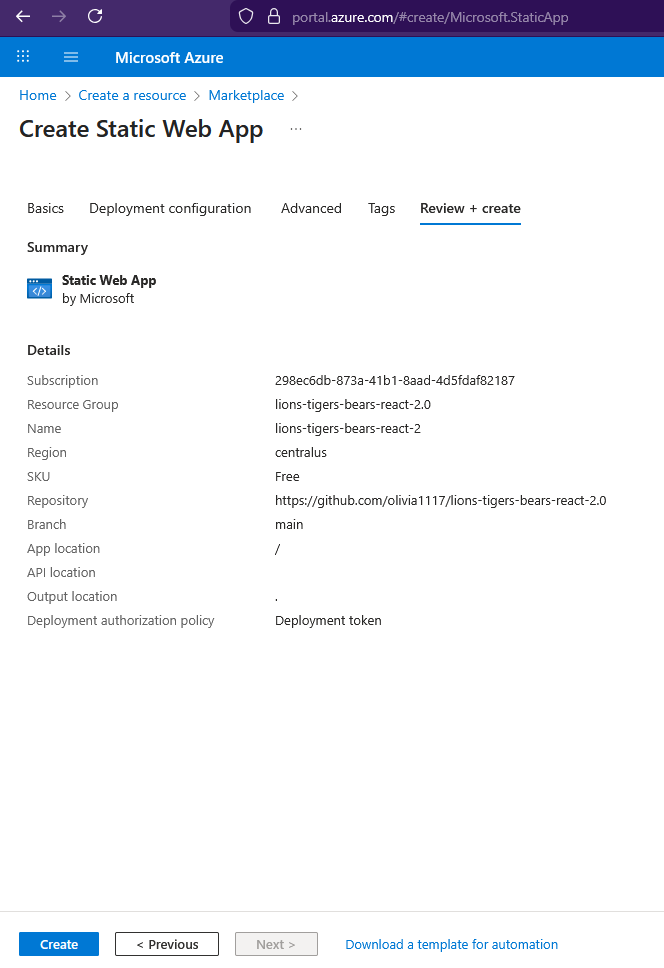 portal.azure.com/#create/Microsoft.StaticApp
Microsoft Azure
Home > Create a resource > Marketplace >
Create Static Web App ...
Basics Deployment configuration Advanced Tags Review + create
Summary
Static Web App
by Microsoft
Details
Subscription 298ec6db-873a-41b1-8aad-4d5fdaf82187
Resource Group lions-tigers-bears-react-2.0
Name lions-tigers-bears-react-2
Region centralus
SKU Free
Repository https://github.com/olivia1117/lions-tigers-bears-react-2.0
Branch main
App location /
API location
Output location .
Deployment authorization policy Deployment token
Create < Previous Next > Download a template for automation